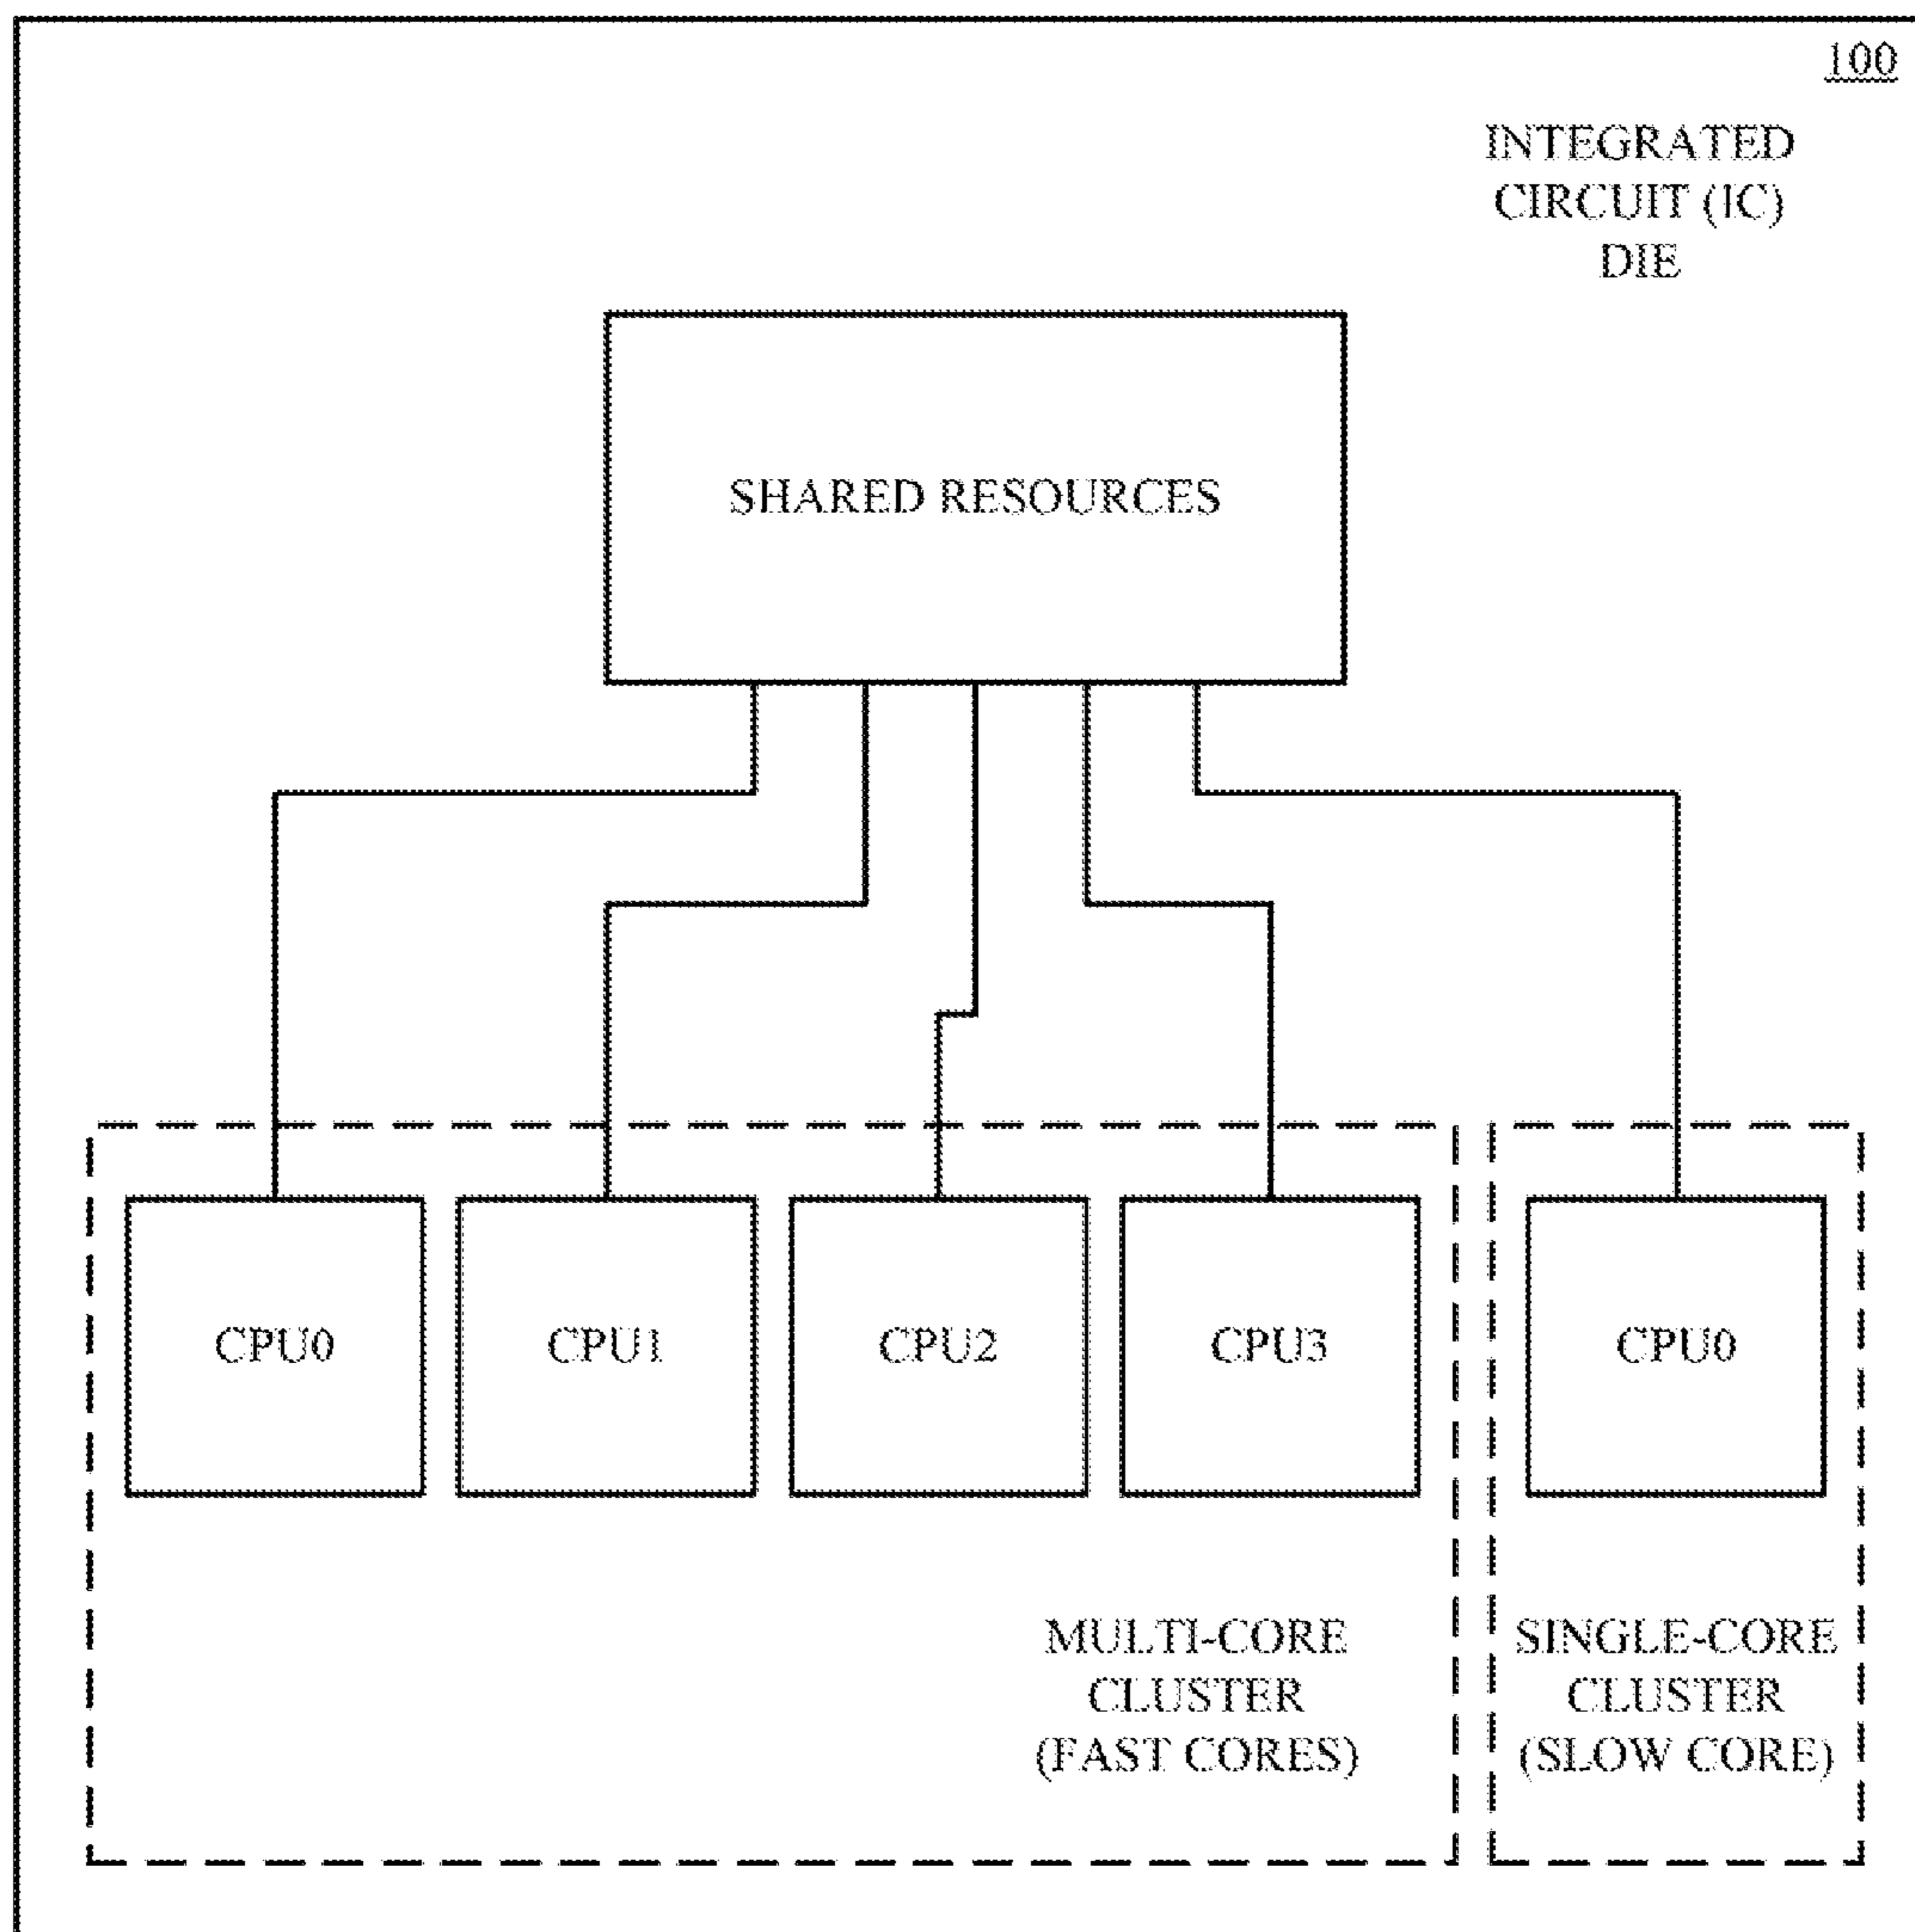 100
INTEGRATED
CIRCUIT (IC)
DIE
SHARED RESOURCES
CPU0
CPU1
CPU2
CPU3
CPU0
MULTI-CORE
CLUSTER
(FAST CORES)
SINGLE-CORE
CLUSTER
(SLOW CORE)